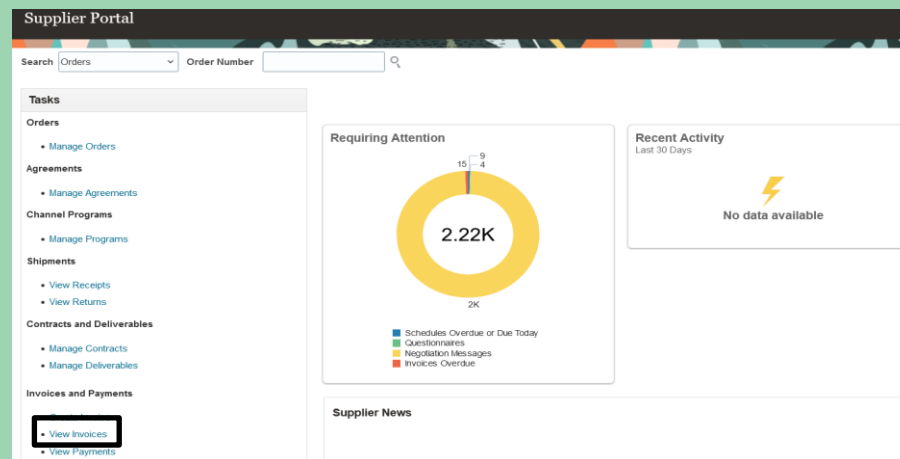 Supplier Portal
Search Orders Order Number
Tasks
Orders
• Manage Orders
Agreements
• Manage Agreements
Channel Programs
• Manage Programs
Shipments
• View Receipts
• View Returns
Contracts and Deliverables
• Manage Contracts
• Manage Deliverables
Invoices and Payments
• View Invoices
• View Payments
Requiring Attention
9
15 4
2.22K
2K
Schedules Overdue or Due Today
Questionnaires
Negotiation Messages
Invoices Overdue
Recent Activity
Last 30 Days
No data available
Supplier News